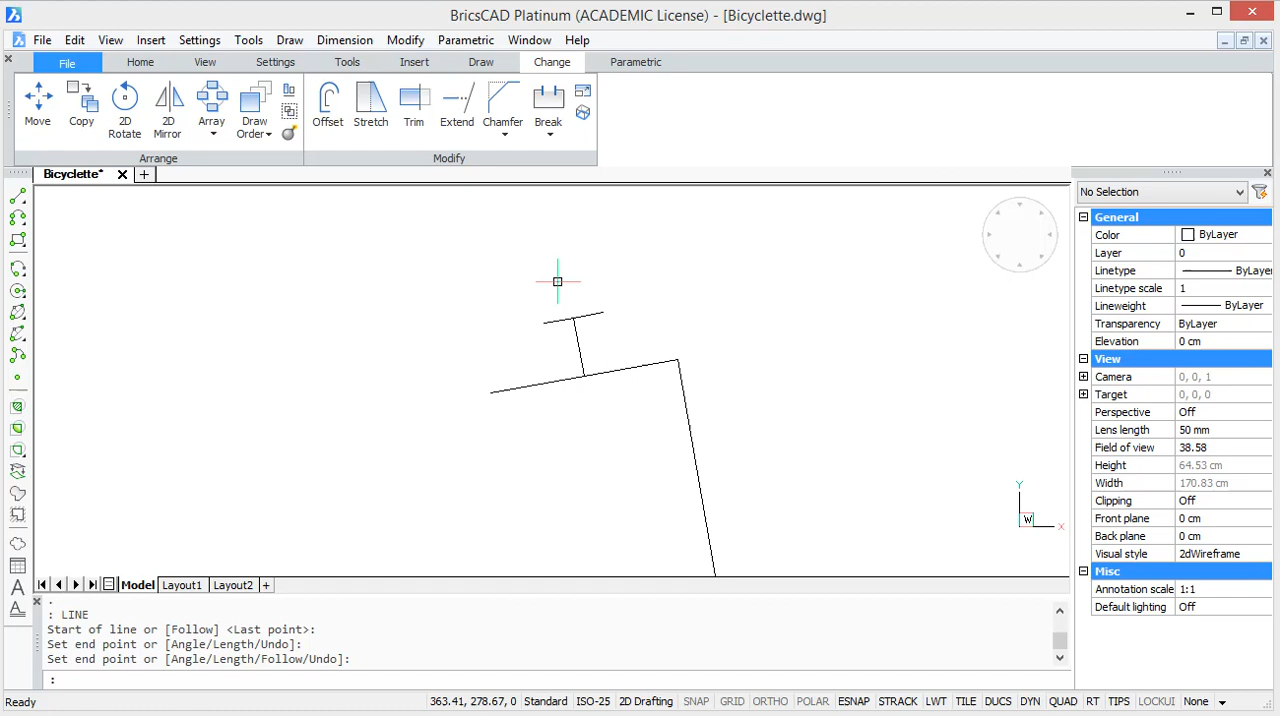 BricsCAD Platinum (ACADEMIC License) - [Bicyclette.dwg]
File Edit View Insert Settings Tools Draw Dimension Modify Parametric Window Help
File Home View Settings Tools Insert Draw Change Parametric
Move Copy 2D Rotate 2D Mirror Array Draw Order Offset Stretch Trim Extend Chamfer Break
Arrange Modify
Bicyclette*
No Selection
General
Color ByLayer
Layer 0
Linetype ByLaye
Linetype scale 1
Lineweight ByLayer
Transparency ByLayer
Elevation 0 cm
View
Camera 0, 0, 1
Target 0, 0, 0
Perspective Off
Lens length 50 mm
Field of view 38.58
Height 64.53 cm
Width 170.83 cm
Clipping Off
Front plane 0 cm
Back plane 0 cm
Visual style 2dWireframe
Misc
Annotation scale 1:1
Default lighting Off
Y
W
X
Model Layout1 Layout2 +
: LINE
Start of line or [Follow] <Last point>:
Set end point or [Angle/Length/Undo]:
Set end point or [Angle/Length/Follow/Undo]:
:
Ready 363.41, 278.67, 0 Standard ISO-25 2D Drafting SNAP GRID ORTHO POLAR ESNAP STRACK LWT TILE DUCS DYN QUAD RT TIPS LOCKUI None